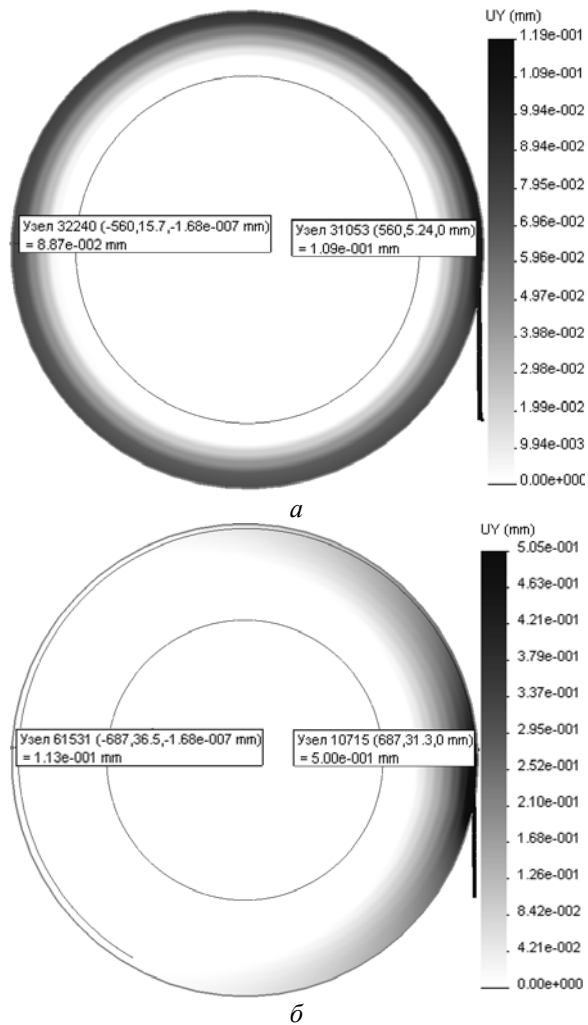 UY (mm)
1.19e-001
1.09e-001
9.94e-002
8.94e-002
7.95e-002
6.96e-002
5.96e-002
4.97e-002
3.98e-002
2.98e-002
1.99e-002
9.94e-003
0.00e+000
Узел 32240 (-560,15.7,-1.68e-007 mm)
= 8.87e-002 mm
Узел 31053 (560,5.24,0 mm)
= 1.09e-001 mm
а
UY (mm)
5.05e-001
4.63e-001
4.21e-001
3.79e-001
3.37e-001
2.95e-001
2.52e-001
2.10e-001
1.68e-001
1.26e-001
8.42e-002
4.21e-002
0.00e+000
Узел 61531 (-687,36.5,-1.68e-007 mm)
= 1.13e-001 mm
Узел 10715 (687,31.3,0 mm)
= 5.00e-001 mm
б